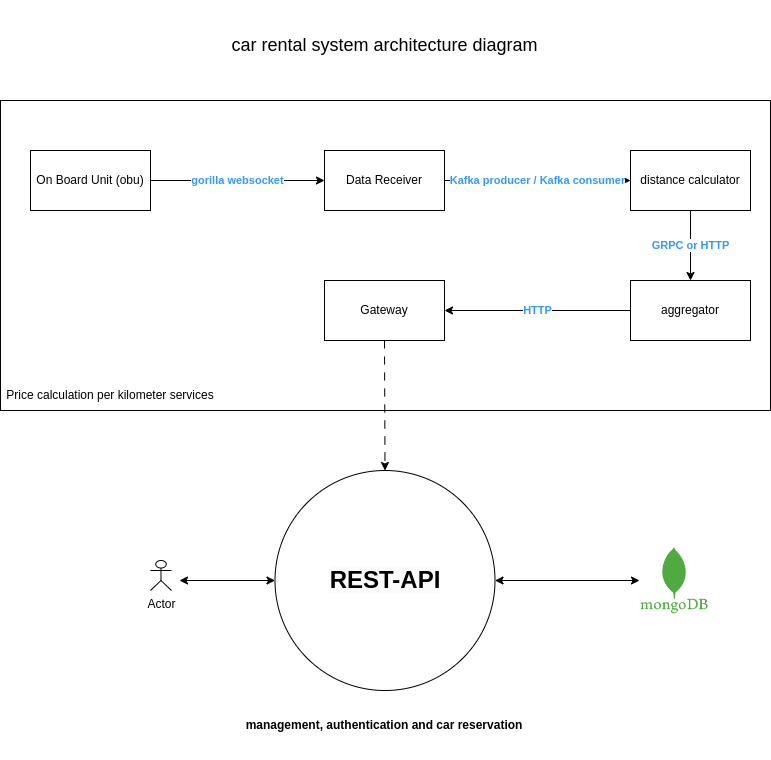 car rental system architecture diagram
On Board Unit (obu)
gorilla websocket
Data Receiver
Kafka producer / Kafka consumer
distance calculator
GRPC or HTTP
Gateway
HTTP
aggregator
Price calculation per kilometer services
REST-API
Actor
mongoDB
management, authentication and car reservation